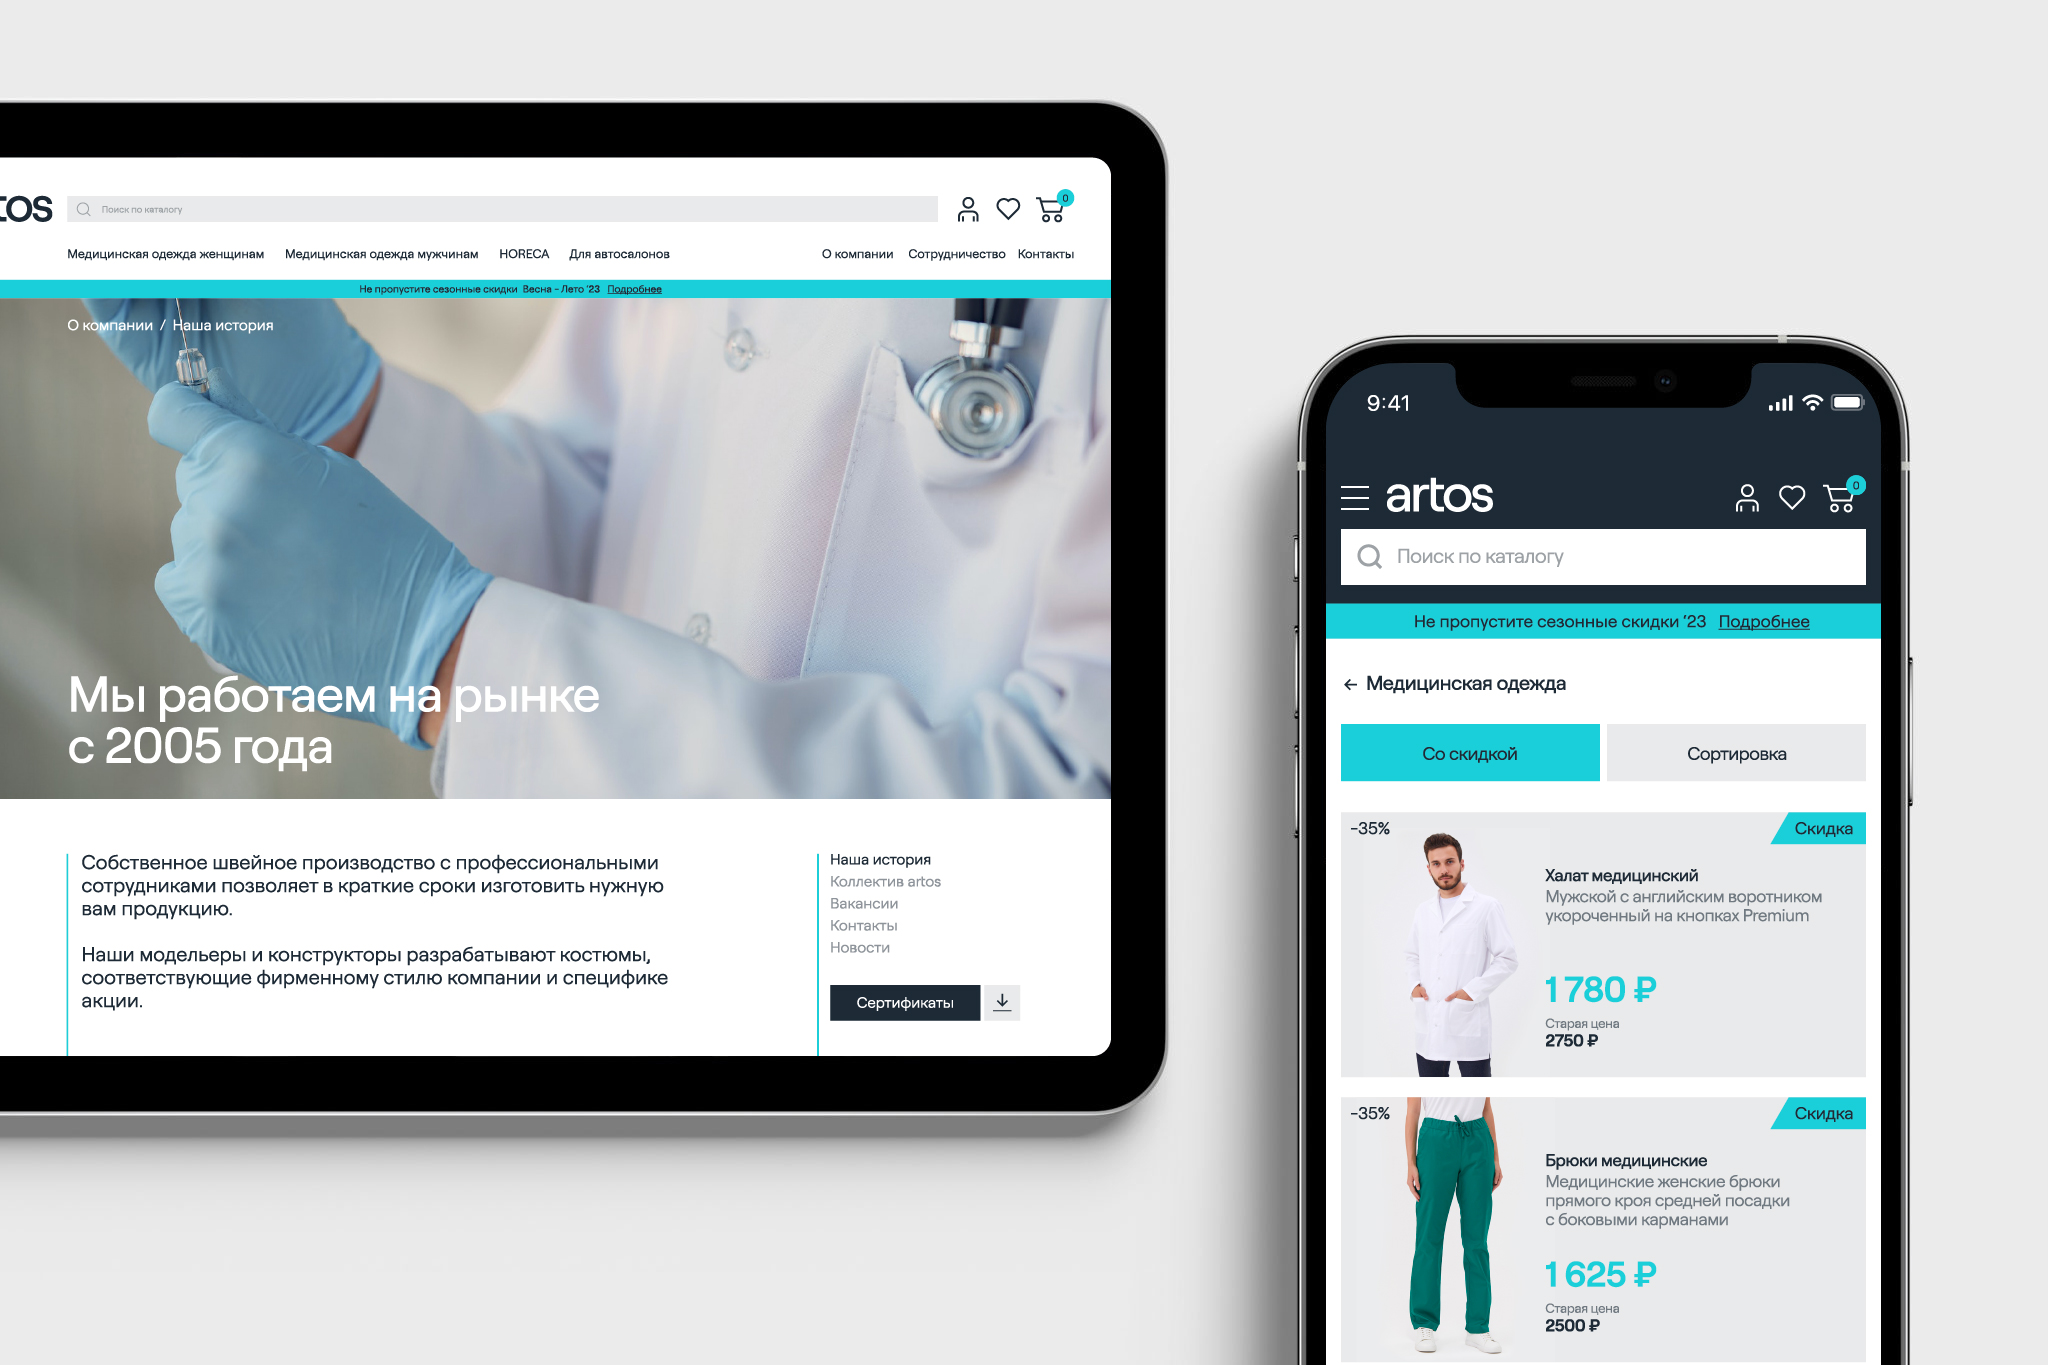 tos
Поиск по каталогу
0
Медицинская одежда женщинам
Медицинская одежда мужчинам
HORECA
Для автосалонов
О компании
Сотрудничество
Контакты
Не пропустите сезонные скидки Весна – Лето '23 Подробнее
О компании / Наша история
Мы работаем на рынке
с 2005 года
Собственное швейное производство с профессиональными
сотрудниками позволяет в краткие сроки изготовить нужную
вам продукцию.
Наши модельеры и конструкторы разрабатывают костюмы,
соответствующие фирменному стилю компании и специфике
акции.
Наша история
Коллектив artos
Вакансии
Контакты
Новости
Сертификаты
9:41
artos
0
Поиск по каталогу
Не пропустите сезонные скидки '23 Подробнее
← Медицинская одежда
Со скидкой
Сортировка
-35%
Скидка
Халат медицинский
Мужской с английским воротником
укороченный на кнопках Premium
1 780 ₽
Старая цена
2750 ₽
-35%
Скидка
Брюки медицинские
Медицинские женские брюки
прямого кроя средней посадки
с боковыми карманами
1 625 ₽
Старая цена
2500 ₽